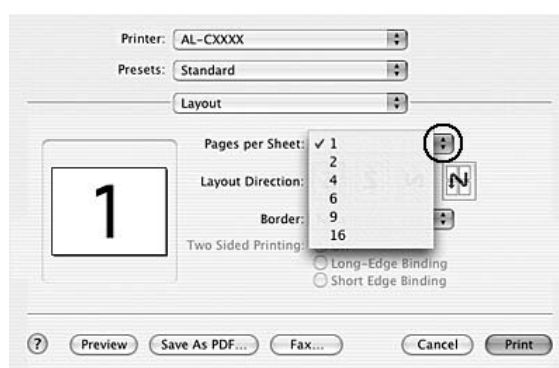 Printer: AL-CXXXX
Presets: Standard
Layout
Pages per Sheet: ✓ 1
2
Layout Direction: 4
6
Border: 9
16
Two Sided Printing:
Long-Edge Binding
Short Edge Binding
1
? Preview Save As PDF... Fax... Cancel Print